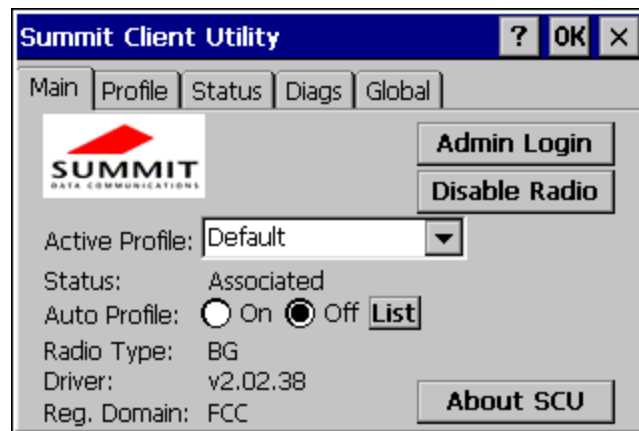 Summit Client Utility ? OK ×
Main Profile Status Diags Global
SUMMIT
DATA COMMUNICATIONS
Admin Login
Disable Radio
Active Profile: Default
Status: Associated
Auto Profile: On Off List
Radio Type: BG
Driver: v2.02.38
Reg. Domain: FCC
About SCU